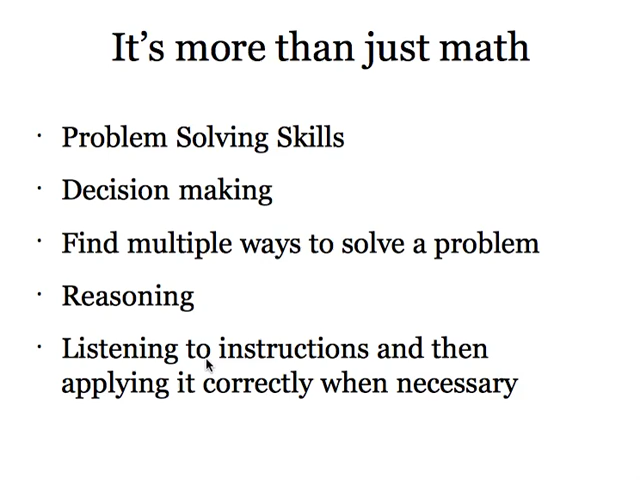 It’s more than just math
· Problem Solving Skills
· Decision making
· Find multiple ways to solve a problem
· Reasoning
· Listening to instructions and then
applying it correctly when necessary